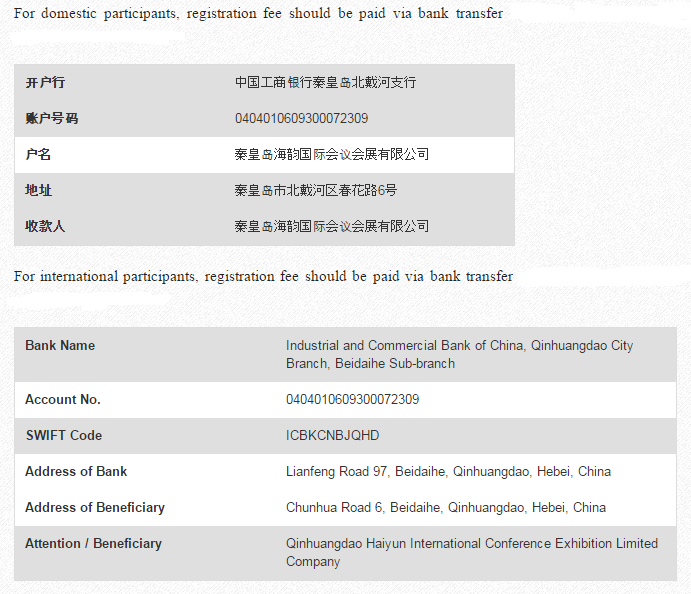 For domestic participants, registration fee should be paid via bank transfer
开户行 中国工商银行秦皇岛北戴河支行
账户号码 0404010609300072309
户名 秦皇岛海韵国际会议会展有限公司
地址 秦皇岛市北戴河区春花路6号
收款人 秦皇岛海韵国际会议会展有限公司
For international participants, registration fee should be paid via bank transfer
Bank Name Industrial and Commercial Bank of China, Qinhuangdao City
Branch, Beidaihe Sub-branch
Account No. 0404010609300072309
SWIFT Code ICBKCNBJQHD
Address of Bank Lianfeng Road 97, Beidaihe, Qinhuangdao, Hebei, China
Address of Beneficiary Chunhua Road 6, Beidaihe, Qinhuangdao, Hebei, China
Attention / Beneficiary Qinhuangdao Haiyun International Conference Exhibition Limited
Company